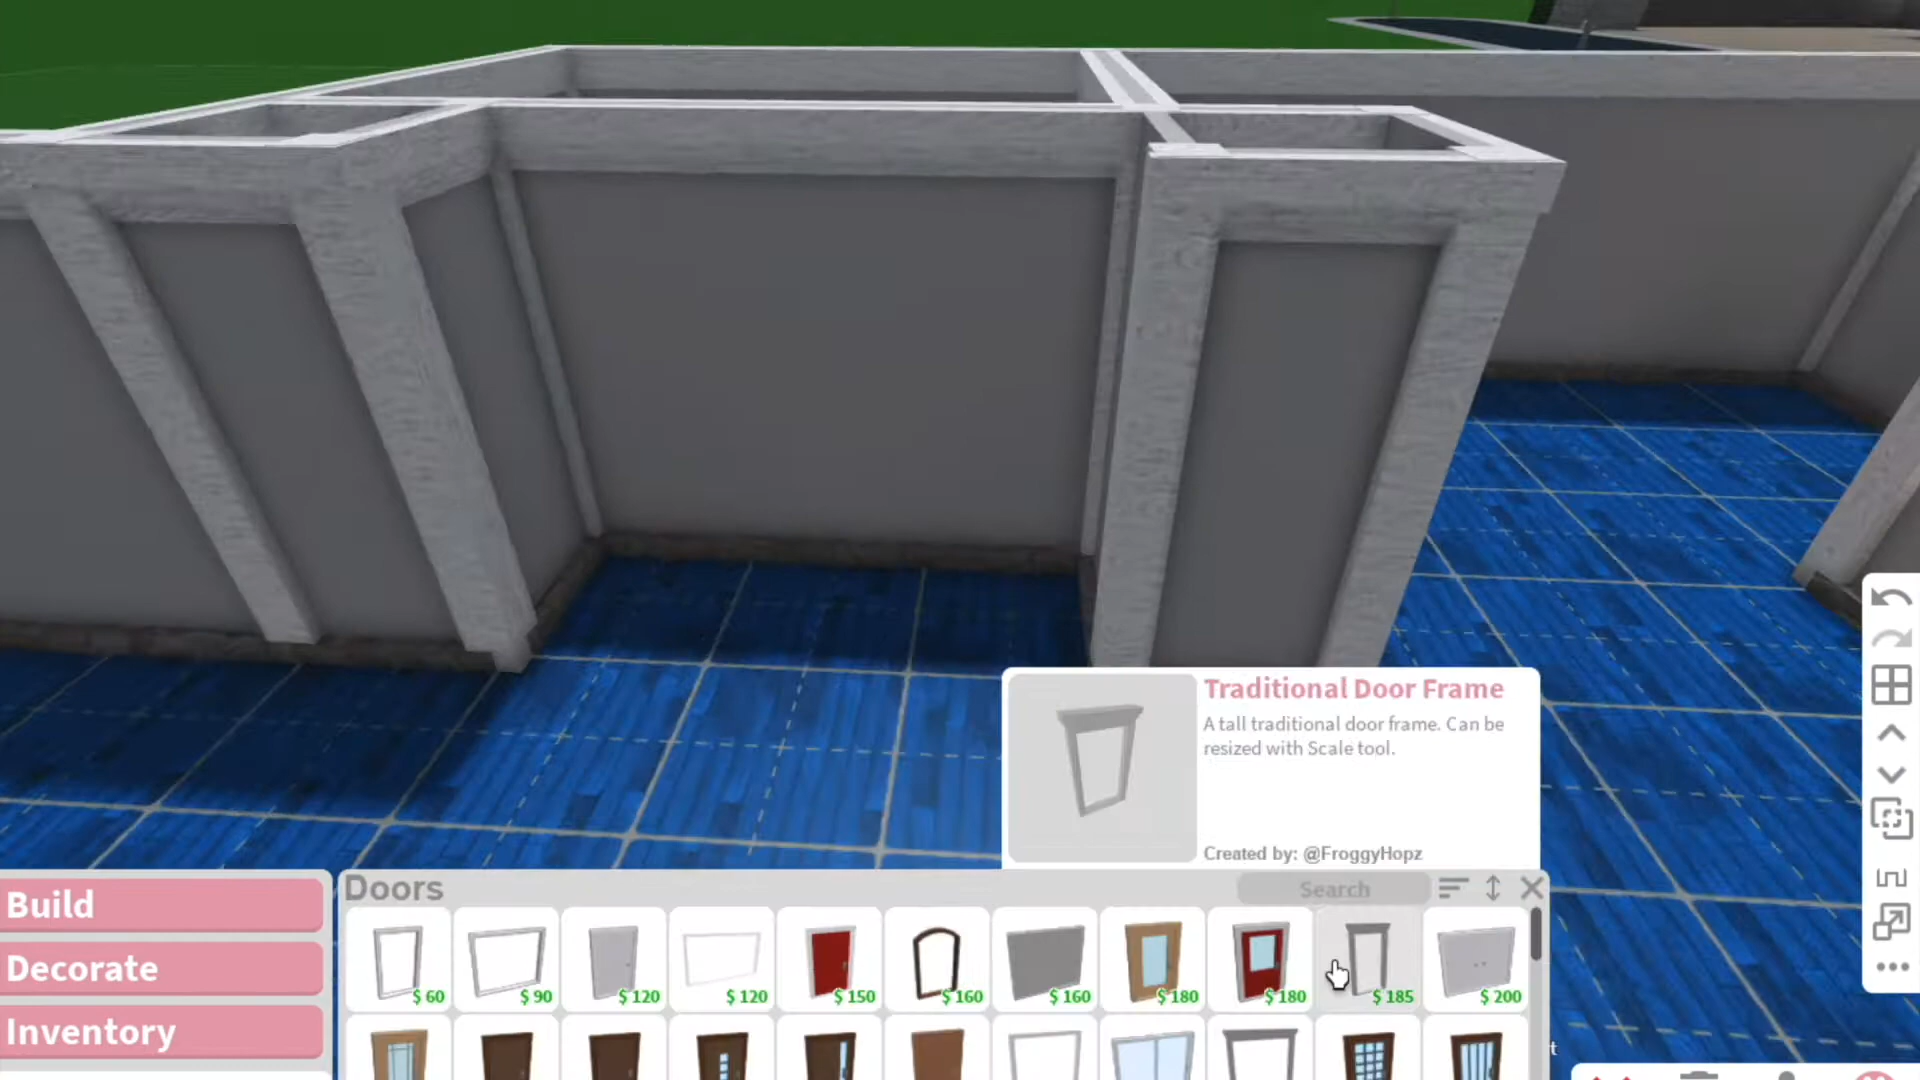 Traditional Door Frame
A tall traditional door frame. Can be
resized with Scale tool.
Created by: @FroggyHopz
Build
Decorate
Inventory
Doors
Search
$ 60
$ 90
$ 120
$ 120
$ 150
$ 160
$ 160
$ 180
$ 180
$ 185
$ 200
t